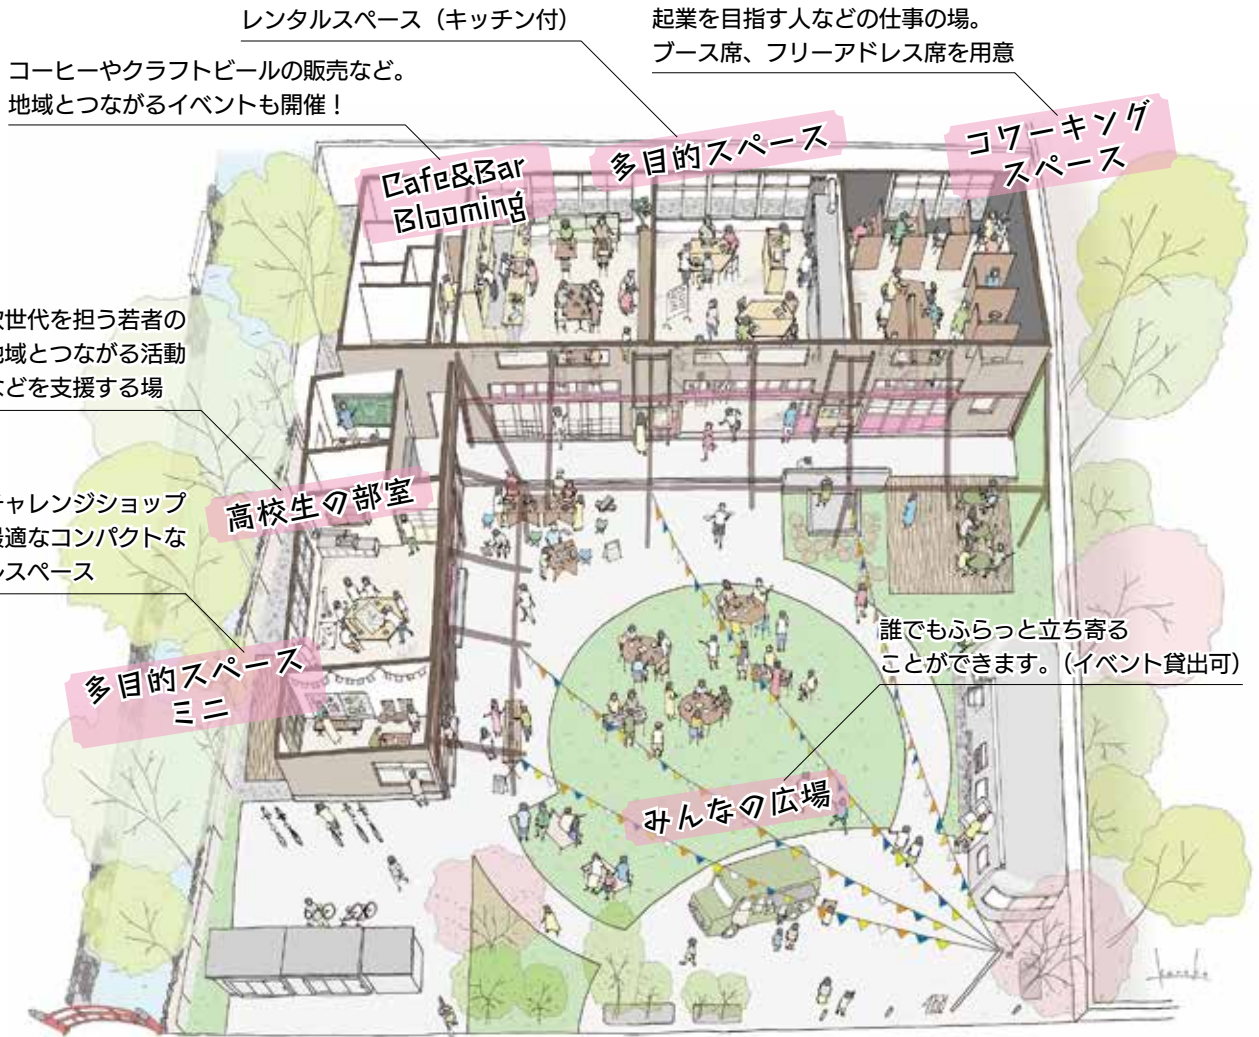 レンタルスペース（キッチン付）
起業を目指す人などの仕事の場。
ブース席、フリーアドレス席を用意
コーヒーやクラフトビールの販売など。
地域とつながるイベントも開催！
コワーキング
スペース
多目的スペース
Cafe&Bar
Blooming
次世代を担う若者の
地域とつながる活動
などを支援する場
高校生の部室
チャレンジショップ
最適なコンパクトな
スペース
多目的スペース
ミニ
誰でもふらっと立ち寄る
ことができます。（イベント貸出可）
みんなの広場